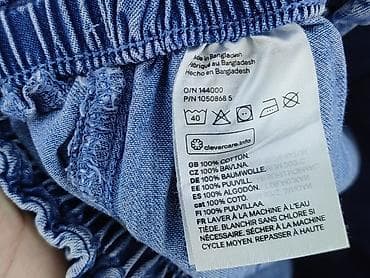 Made in Bangladesh
Fabriqué au Bangladesh
Hecho en Bangladesh
O/N 144000
P/N 1050868.5
40
clevercare.info
GB 100% COTTON.
CZ 100% BAVLNA.
DE 100% BAUMWOLLE.
EE 100% PUUVILL.
ES 100% ALGODÓN.
cat 100% COTÓ.
FI 100% PUUVILLAA.
FR LAVER À LA MACHINE À L'EAU
TIÈDE. BLANCHIR SANS CHLORE SI
NÉCESSAIRE. SÉCHER À LA MACHINE
CYCLE MOYEN. REPASSER À HAUTE